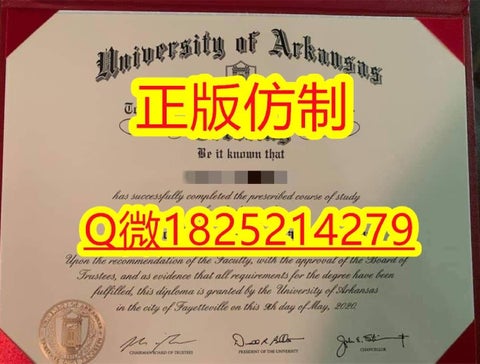 University of Arkansas
正版仿制
Be it known that
has successfully completed the prescribed course of study
Q微1825214279
Upon the recommendation of the Faculty, with the approval of the Board of
Trustees, and as evidence that all requirements for the degree have been
fulfilled, this diploma is granted by the University of Arkansas
in the city of Fayetteville on this 9th day of May, 2020.
CHAIRMAN BOARD OF TRUSTEES
PRESIDENT OF THE UNIVERSITY
CHANCELLOR